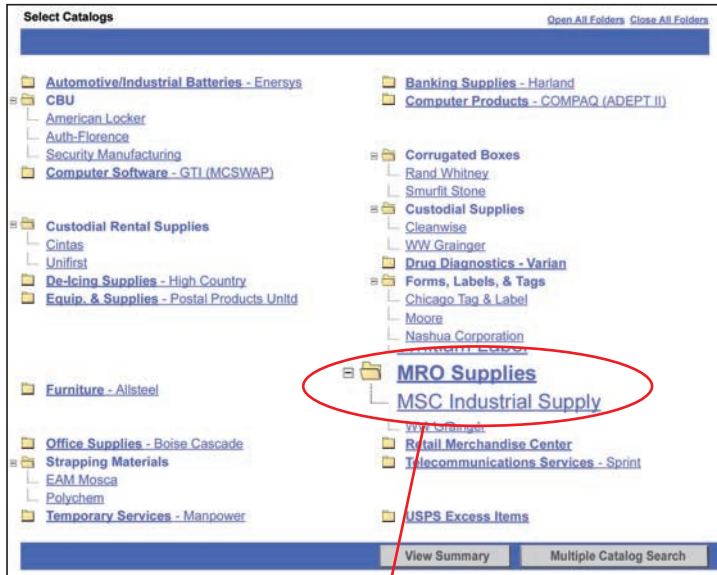 Select Catalogs
Open All Folders Close All Folders
Automotive/Industrial Batteries - Enersys
CBU
American Locker
Auth-Florence
Security Manufacturing
Computer Software - GTI (MCSWAP)
Custodial Rental Supplies
Cintas
Unifirst
De-Icing Supplies - High Country
Equip. & Supplies - Postal Products Unltd
Furniture - Allsteel
Office Supplies - Boise Cascade
Strapping Materials
EAM Mosca
Polychem
Temporary Services - Manpower
Banking Supplies - Harland
Computer Products - COMPAQ (ADEPT II)
Corrugated Boxes
Rand Whitney
Smurfit Stone
Custodial Supplies
Cleanwise
WW Grainger
Drug Diagnostics - Varian
Forms, Labels, & Tags
Chicago Tag & Label
Moore
Nashua Corporation
Label
MRO Supplies
MSC Industrial Supply
WW Grainger
Retail Merchandise Center
Telecommunications Services - Sprint
USPS Excess Items
View Summary
Multiple Catalog Search